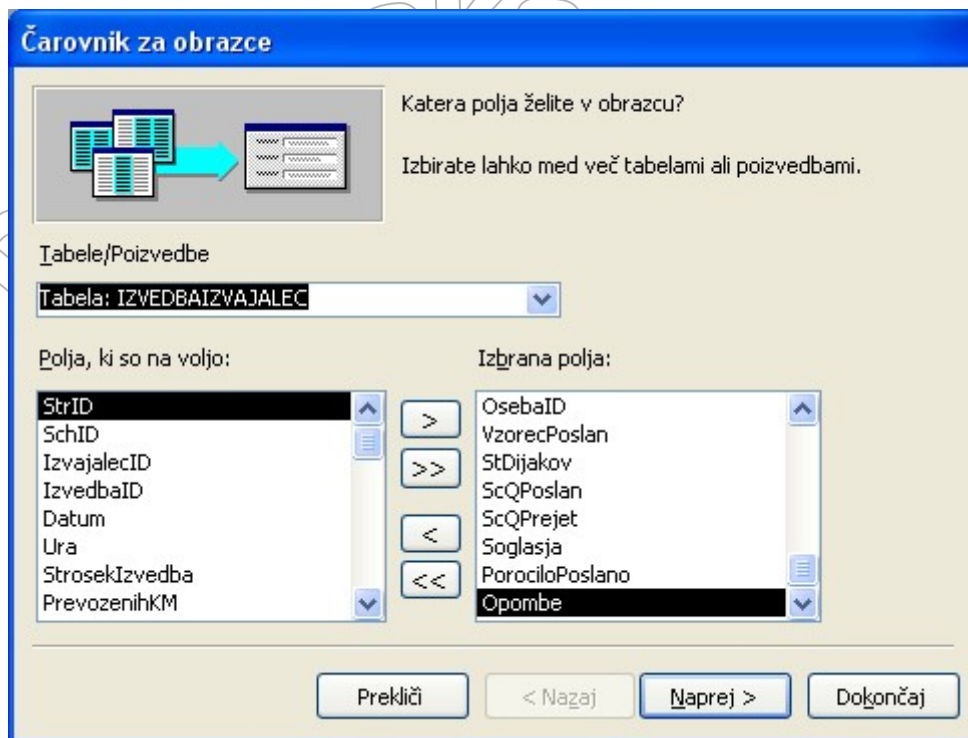 Čarovnik za obrazce
Katera polja želite v obrazcu?
Izbirate lahko med več tabelami ali poizvedbami.
Tabele/Poizvedbe
Tabela: IZVEDBAIZVAJALEC
Polja, ki so na voljo:
StrID
SchID
IzvajalecID
IzvedbaID
Datum
Ura
StrosekIzvedba
PrevozenihKM
>
>>
<
<<
Izbrana polja:
OsebaID
VzorecPoslan
StDijakov
ScQPoslan
ScQPrejet
Soglasja
PorociloPoslano
Opombe
Prekliči
< Nazaj
Naprej >
Dokončaj